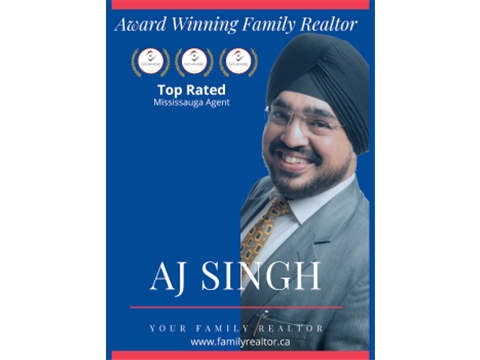 Award Winning Family Realtor
Top Rated
Mississauga Agent
AJ SINGH
YOUR FAMILY REALTOR
www.familyrealtor.ca